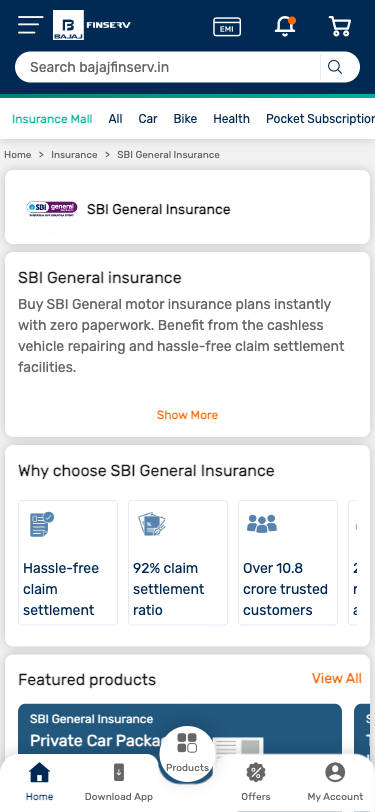 BAJAJ FINSERV
EMI
Search bajajfinserv.in
Insurance Mall All Car Bike Health Pocket Subscription
Home > Insurance > SBI General Insurance
SBI general
SBI General Insurance
SBI General insurance
Buy SBI General motor insurance plans instantly
with zero paperwork. Benefit from the cashless
vehicle repairing and hassle-free claim settlement
facilities.
Show More
Why choose SBI General Insurance
Hassle-free
claim
settlement
92% claim
settlement
ratio
Over 10.8
crore trusted
customers
Featured products
View All
SBI General Insurance
Private Car Packa
Home
Download App
Products
Offers
My Account